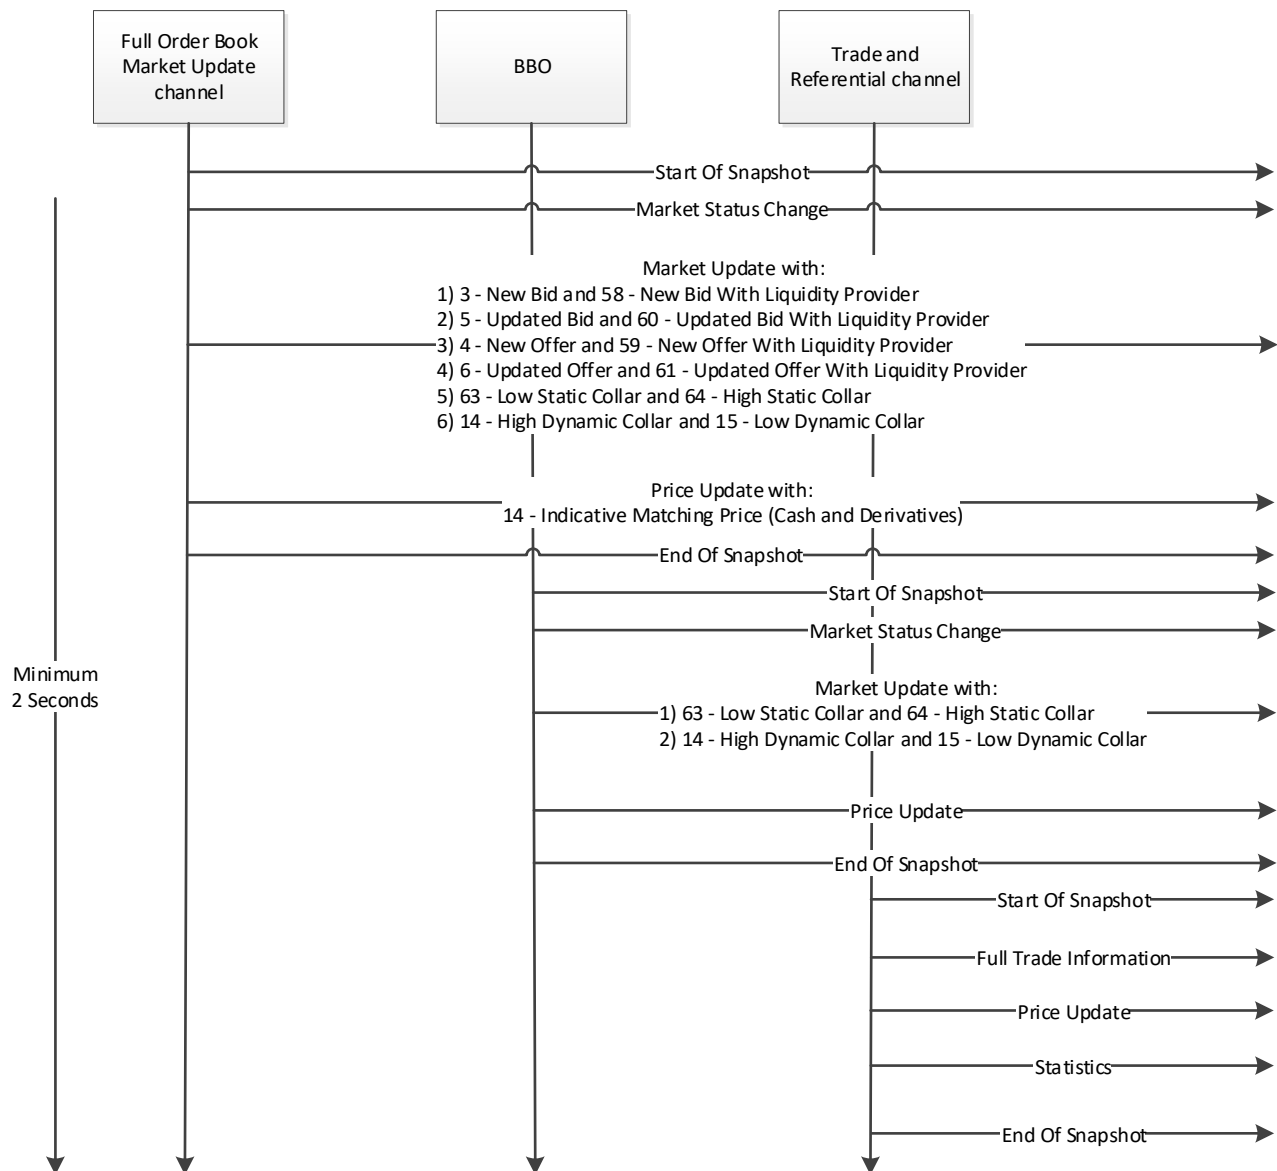 Full Order Book
Market Update
channel
BBO
Trade and
Referential channel
Start Of Snapshot
Market Status Change
Market Update with:
1) 3 - New Bid and 58 - New Bid With Liquidity Provider
2) 5 - Updated Bid and 60 - Updated Bid With Liquidity Provider
3) 4 - New Offer and 59 - New Offer With Liquidity Provider
4) 6 - Updated Offer and 61 - Updated Offer With Liquidity Provider
5) 63 - Low Static Collar and 64 - High Static Collar
6) 14 - High Dynamic Collar and 15 - Low Dynamic Collar
Price Update with:
14 - Indicative Matching Price (Cash and Derivatives)
End Of Snapshot
Start Of Snapshot
Market Status Change
Minimum
2 Seconds
Market Update with:
1) 63 - Low Static Collar and 64 - High Static Collar
2) 14 - High Dynamic Collar and 15 - Low Dynamic Collar
Price Update
End Of Snapshot
Start Of Snapshot
Full Trade Information
Price Update
Statistics
End Of Snapshot